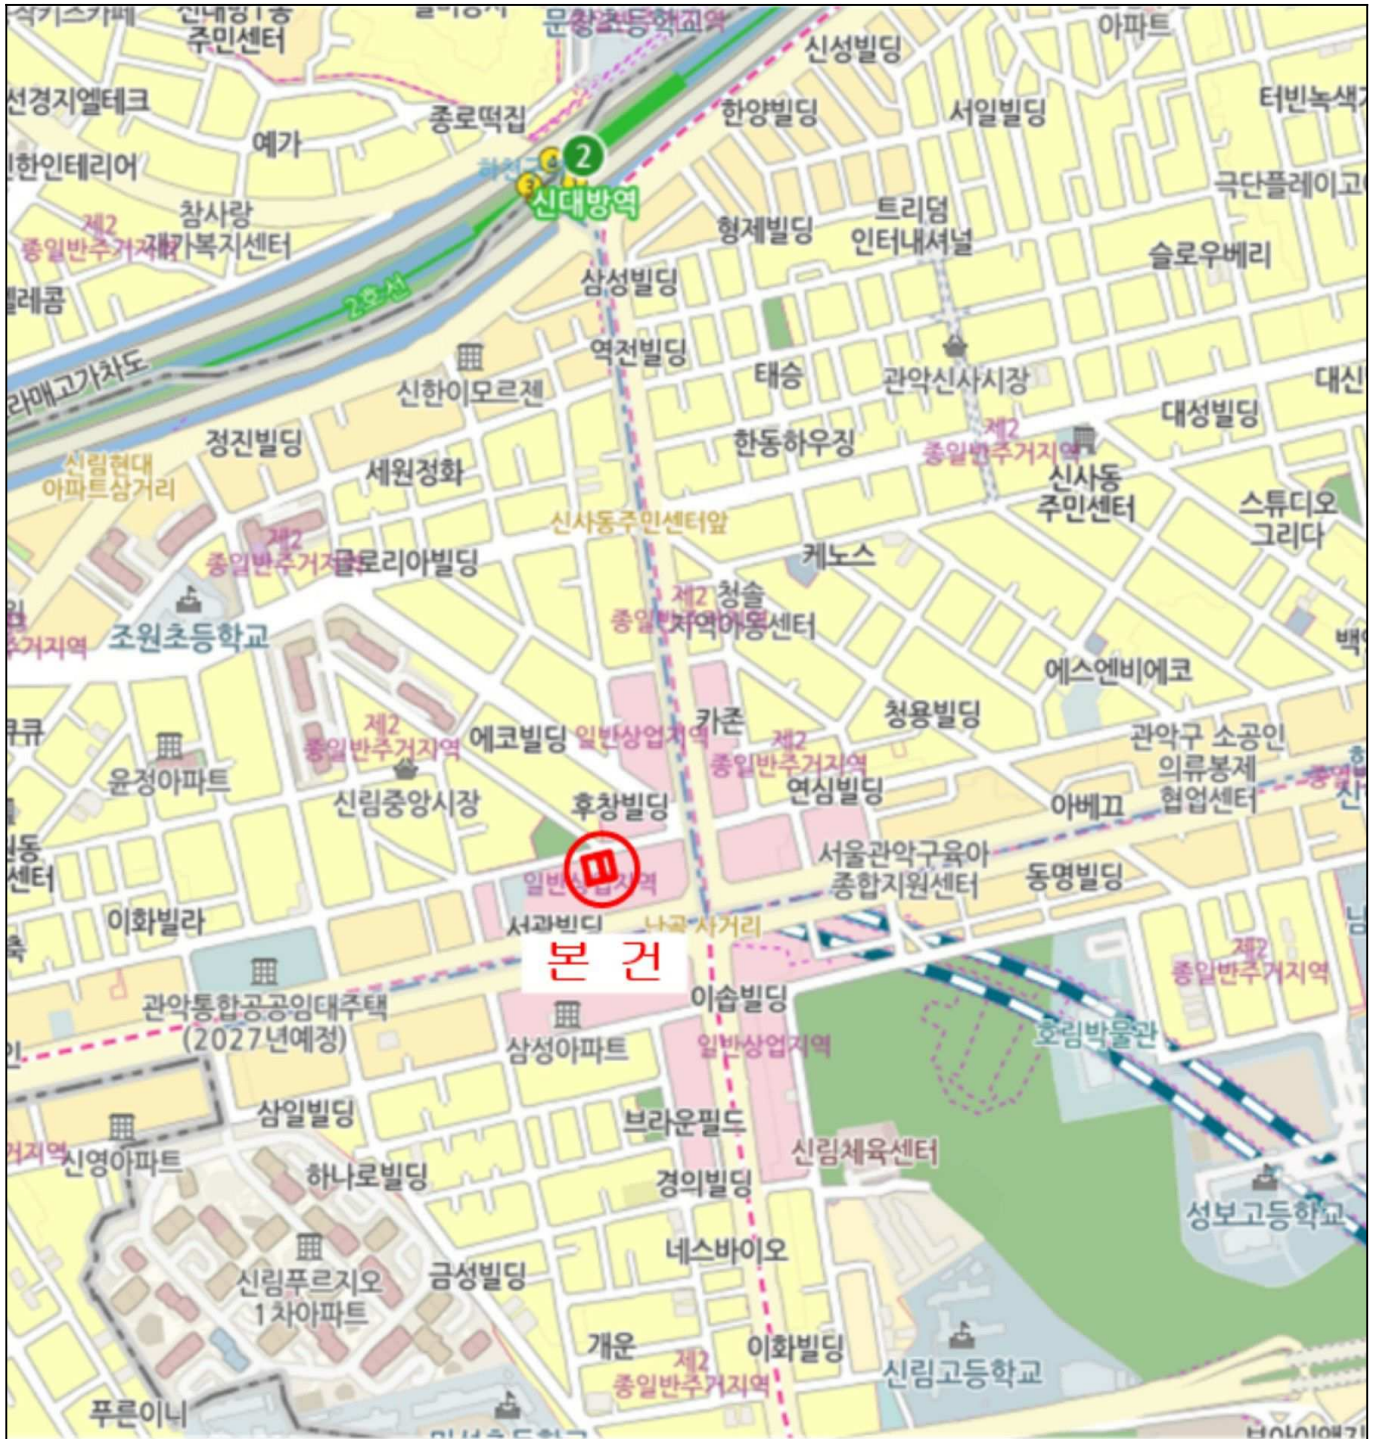 주민센터
신성빌딩
아파트
선경지엘테크
종로떡집
한양빌딩
서일빌딩
예가
2
4
3
신대방역
극단플레이고
참사랑
재가복지센터
제2
종일반주거지역
형제빌딩
트리덤
인터내셔널
슬로우베리
삼성빌딩
2호선
역전빌딩
태승
신한이모르젠
관악신사시장
대성빌딩
정진빌딩
한동하우징
제2
종일반주거지역
신림현대
아파트삼거리
세원정화
신사동
주민센터
스튜디오
그리다
신사동주민센터앞
제2
종일반주거지역
글로리아빌딩
케노스
제2
종일반주거지역
청솔
지역아동센터
조원초등학교
에스엔비에코
카존
청용빌딩
제2
종일반주거지역
에코빌딩
일반상업지역
제2
종일반주거지역
관악구 소공인
의류봉제
협업센터
윤정아파트
신림중앙시장
후창빌딩
연심빌딩
아베끄
서울관악구육아
종합지원센터
동명빌딩
일반상업지역
이화빌라
서관빌딩
난곡사거리
본 건
제2
종일반주거지역
관악통합공공임대주택
(2027년예정)
이솝빌딩
삼성아파트
일반상업지역
호림박물관
삼일빌딩
브라운필드
신영아파트
하나로빌딩
신림체육센터
경의빌딩
성보고등학교
네스바이오
신림푸르지오
1차아파트
금성빌딩
개운
이화빌딩
제2
종일반주거지역
신림고등학교
푸른이니